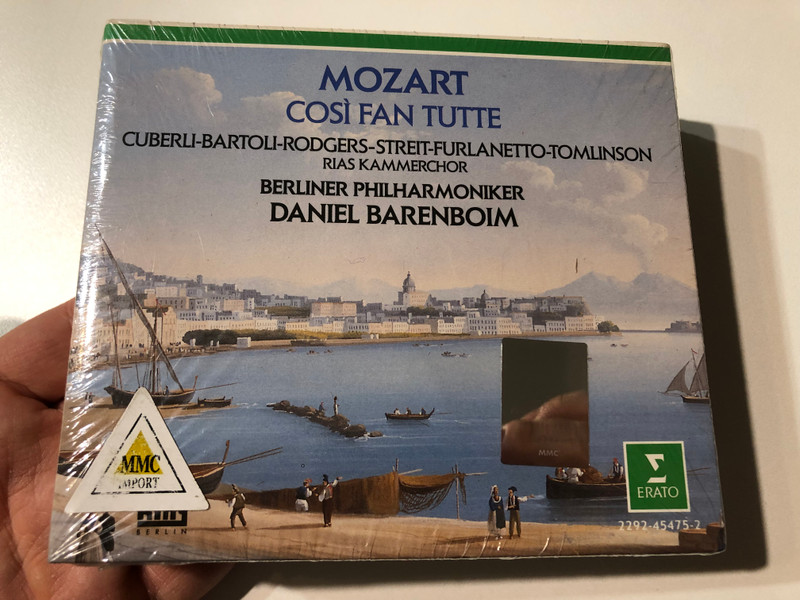 MOZART
COSÌ FAN TUTTE
CUBERLI-BARTOLI-RODGERS-STREIT-FURLANETTO-TOMLINSON
RIAS KAMMERCHOR
BERLINER PHILHARMONIKER
DANIEL BARENBOIM
MMC
MMC
IMPORT
ERATO
BERLIN
2292-45475-2